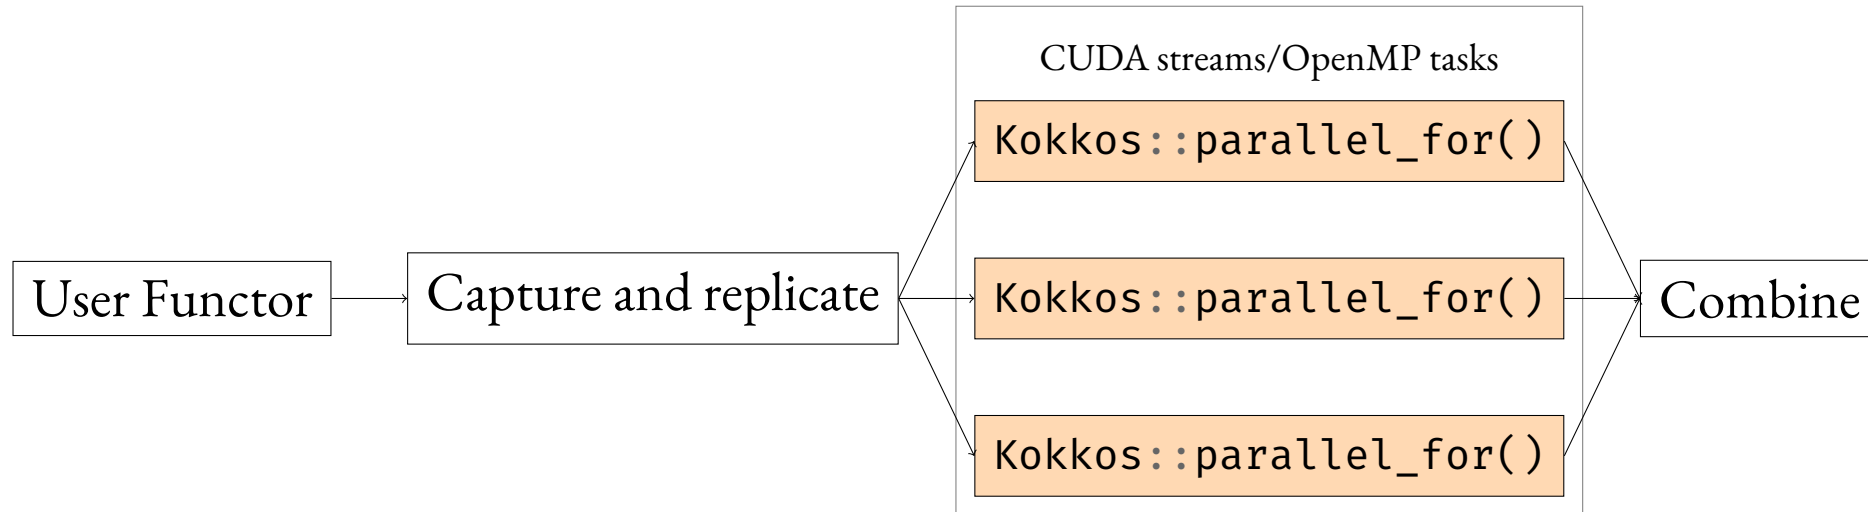 CUDA streams/OpenMP tasks
Kokkos::parallel_for()
User Functor
Capture and replicate
Kokkos::parallel_for()
Combine
Kokkos::parallel_for()